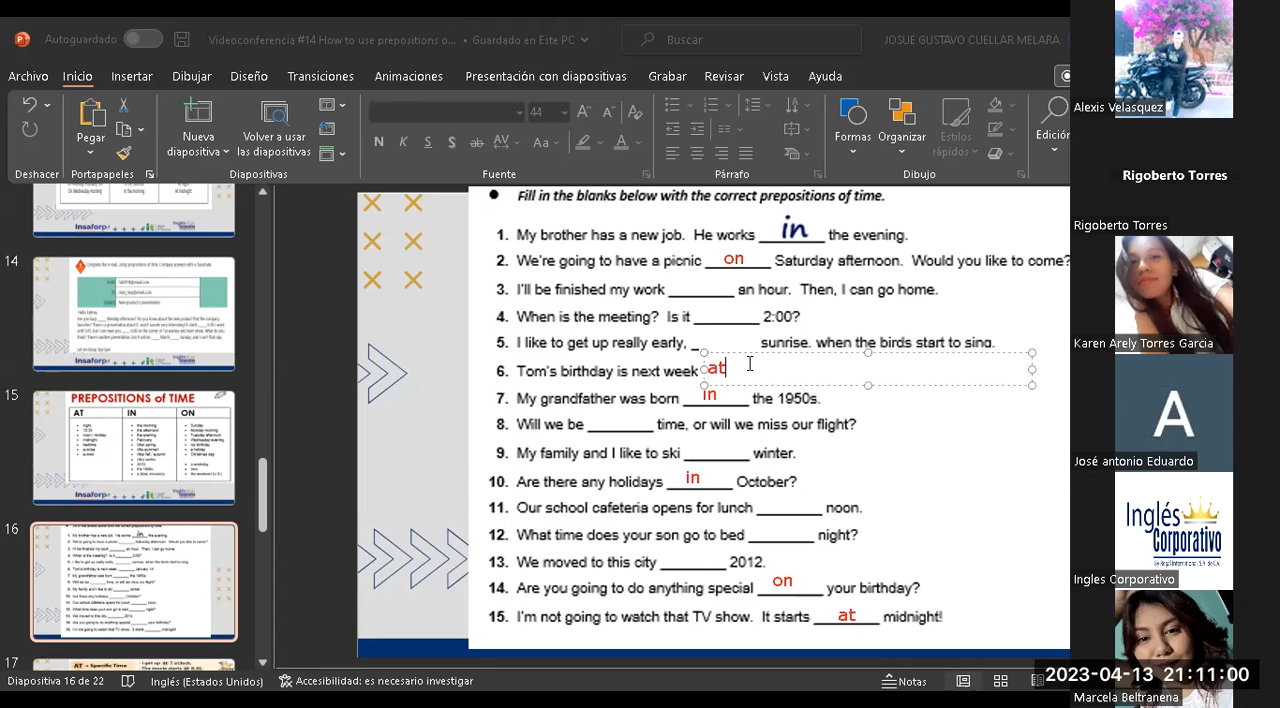 Autoguardado
Videoconferencia #14 How to use prepositions o... • Guardado en Este PC
Buscar
JOSUE GUSTAVO CUELLAR MELARA
Archivo Inicio Insertar Dibujar Diseño Transiciones Animaciones Presentación con diapositivas Grabar Revisar Vista Ayuda
Pegar
Nueva diapositiva
Volver a usar las diapositivas
44
N K S S ab AV Aa A
Formas Organizar Estilos rápidos Edición
Deshacer Portapapeles Diapositivas Fuente Párrafo Dibujo
14
15
PREPOSITIONS of TIME
AT IN ON
16
17
Fill in the blanks below with the correct prepositions of time.
1. My brother has a new job. He works in the evening.
2. We're going to have a picnic on Saturday afternoon. Would you like to come?
3. I'll be finished my work ________ an hour. Then, I can go home.
4. When is the meeting? Is it ________ 2:00?
5. I like to get up really early, _ sunrise, when the birds start to sing.
6. Tom's birthday is next week at
7. My grandfather was born in the 1950s.
8. Will we be ________ time, or will we miss our flight?
9. My family and I like to ski ________ winter.
10. Are there any holidays in October?
11. Our school cafeteria opens for lunch ________ noon.
12. What time does your son go to bed ________ night?
13. We moved to this city ________ 2012.
14. Are you going to do anything special on your birthday?
15. I'm not going to watch that TV show. It starts at midnight!
Diapositiva 16 de 22 Inglés (Estados Unidos) Accesibilidad: es necesario investigar Notas
Alexis Velasquez
Rigoberto Torres
Rigoberto Torres
Karen Arely Torres Garcia
A
José antonio Eduardo
Inglés
Corporativo
Ingles Corporativo
2023-04-13 21:11:00
Marcela Beltranena